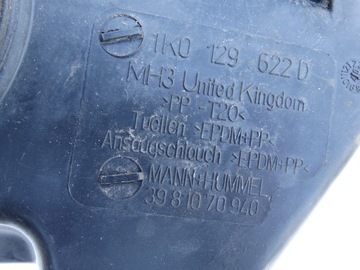 1K0 129 622 D
MH3 United Kingdom
>PP - T20<
Tuellen >EPDM+PP<
Ansaugschlauch >EPDM+PP<
MANN+HUMMEL
39 810 70 940